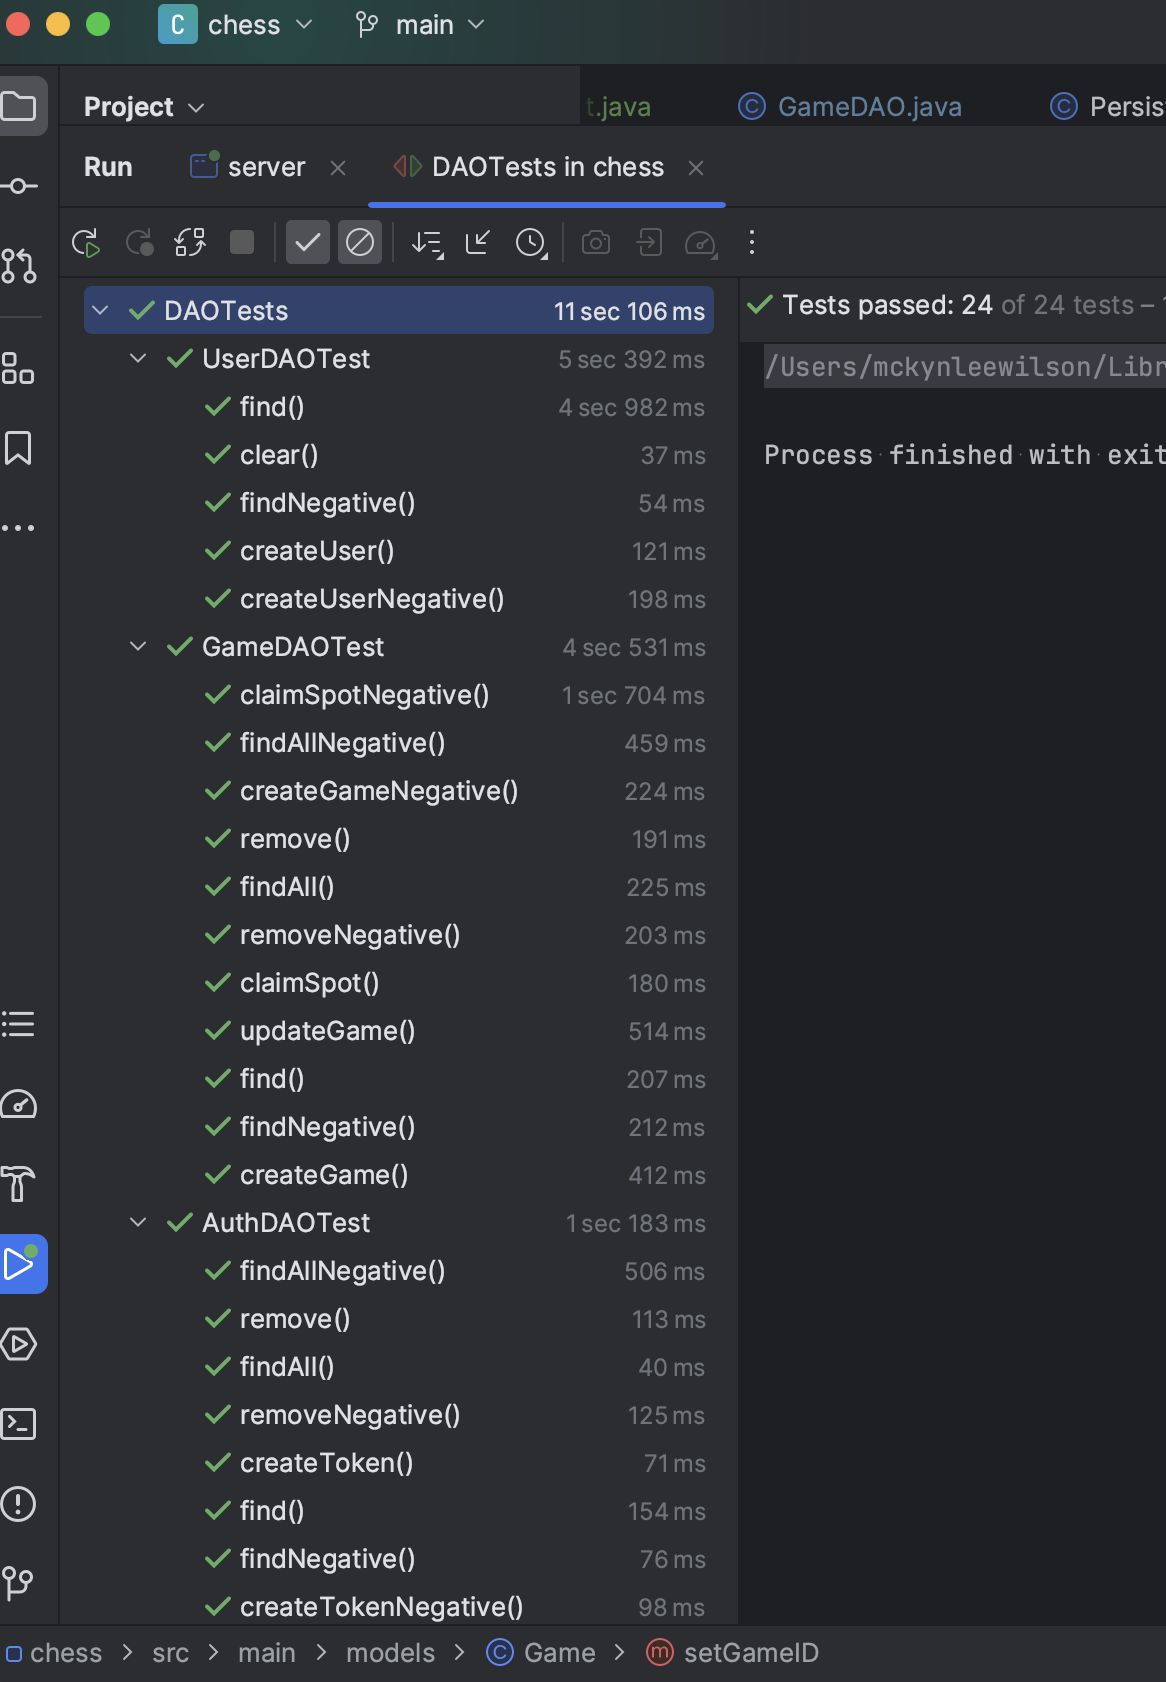 C chess main
Project
t.java GameDAO.java Persis
Run server DAOTests in chess
DAOTests 11 sec 106 ms
Tests passed: 24 of 24 tests –
UserDAOTest 5 sec 392 ms
/Users/mckynleewilson/Libr
find() 4 sec 982 ms
clear() 37 ms
Process finished with exit
findNegative() 54 ms
createUser() 121 ms
createUserNegative() 198 ms
GameDAOTest 4 sec 531 ms
claimSpotNegative() 1 sec 704 ms
findAllNegative() 459 ms
createGameNegative() 224 ms
remove() 191 ms
findAll() 225 ms
removeNegative() 203 ms
claimSpot() 180 ms
updateGame() 514 ms
find() 207 ms
findNegative() 212 ms
createGame() 412 ms
AuthDAOTest 1 sec 183 ms
findAllNegative() 506 ms
remove() 113 ms
findAll() 40 ms
removeNegative() 125 ms
createToken() 71 ms
find() 154 ms
findNegative() 76 ms
createTokenNegative() 98 ms
chess > src > main > models > C Game > m setGameID